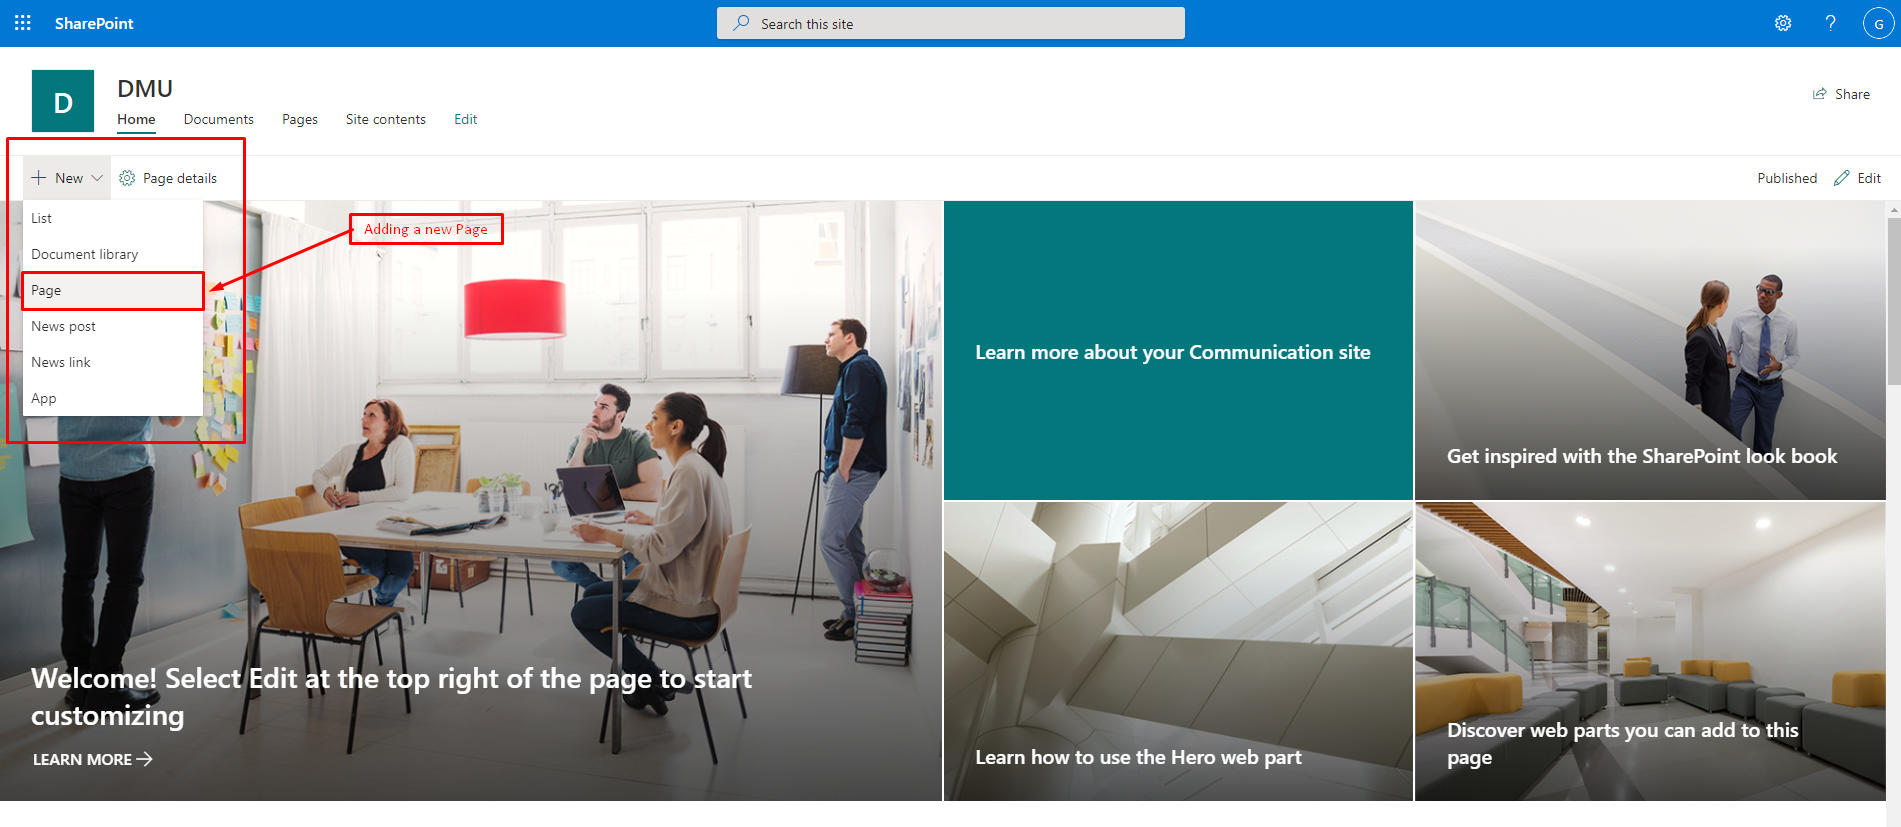 SharePoint
Search this site
G
D
DMU
Home Documents Pages Site contents Edit
Share
New Page details
Published Edit
List
Document library
Page
News post
News link
App
Adding a new Page
Welcome! Select Edit at the top right of the page to start
customizing
LEARN MORE
Learn more about your Communication site
Get inspired with the SharePoint look book
Learn how to use the Hero web part
Discover web parts you can add to this
page